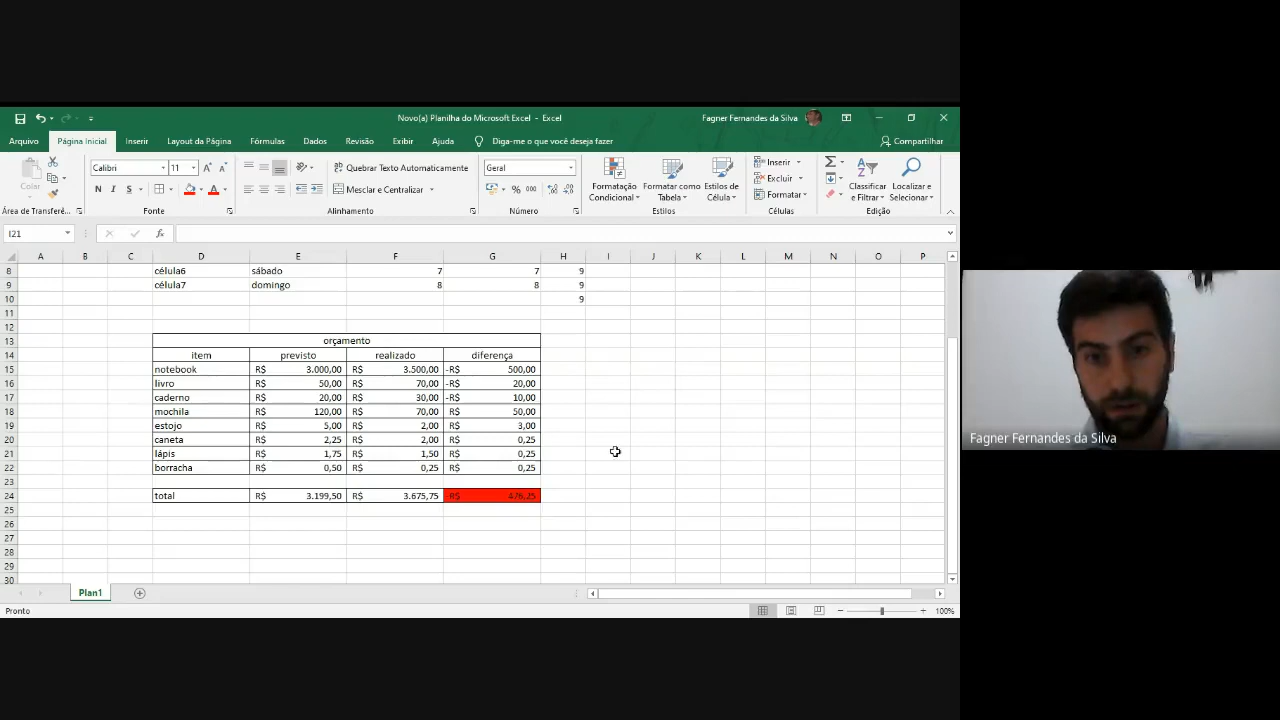 Novo(a) Planilha do Microsoft Excel - Excel
Fagner Fernandes da Silva
Arquivo Página Inicial Inserir Layout da Página Fórmulas Dados Revisão Exibir Ajuda Diga-me o que você deseja fazer Compartilhar
Colar
Calibri 11
Quebrar Texto Automaticamente
Geral
Formatação Condicional
Formatar como Tabela
Estilos de Célula
Inserir
Excluir
Formatar
Classificar e Filtrar
Localizar e Selecionar
N I S
Mesclar e Centralizar
% 000
Área de Transferê... Fonte Alinhamento Número Estilos Células Edição
I21 fx
A B C D E F G H I J K L M N O P
8 célula6 sábado 7 7 9
9 célula7 domingo 8 8 9
10 9
11
12
13 orçamento
14 item previsto realizado diferença
15 notebook R$ 3.000,00 R$ 3.500,00 -R$ 500,00
16 livro R$ 50,00 R$ 70,00 -R$ 20,00
17 caderno R$ 20,00 R$ 30,00 -R$ 10,00
18 mochila R$ 120,00 R$ 70,00 R$ 50,00
19 estojo R$ 5,00 R$ 2,00 R$ 3,00
20 caneta R$ 2,25 R$ 2,00 R$ 0,25
21 lápis R$ 1,75 R$ 1,50 R$ 0,25
22 borracha R$ 0,50 R$ 0,25 R$ 0,25
23
24 total R$ 3.199,50 R$ 3.675,75 -R$ 476,25
25
26
27
28
29
30
Plan1
Pronto
100%
Fagner Fernandes da Silva